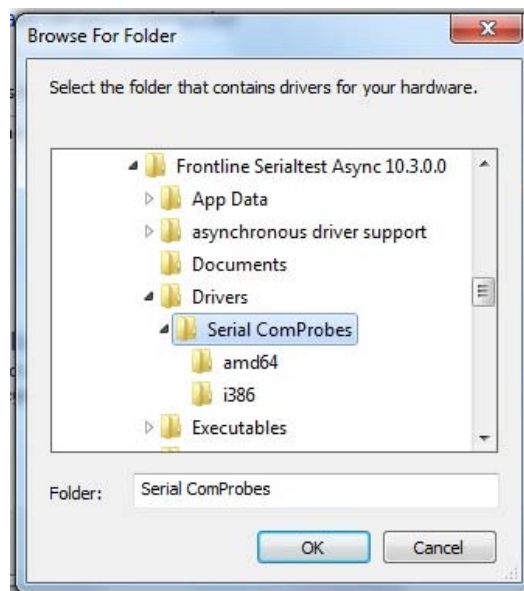 Browse For Folder
Select the folder that contains drivers for your hardware.
Frontline Serialtest Async 10.3.0.0
App Data
asynchronous driver support
Documents
Drivers
Serial ComProbes
amd64
i386
Executables
Folder: Serial ComProbes
OK Cancel